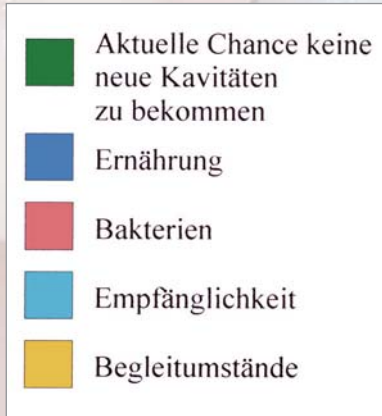 Aktuelle Chance keine
neue Kavitäten
zu bekommen
Ernährung
Bakterien
Empfänglichkeit
Begleitumstände